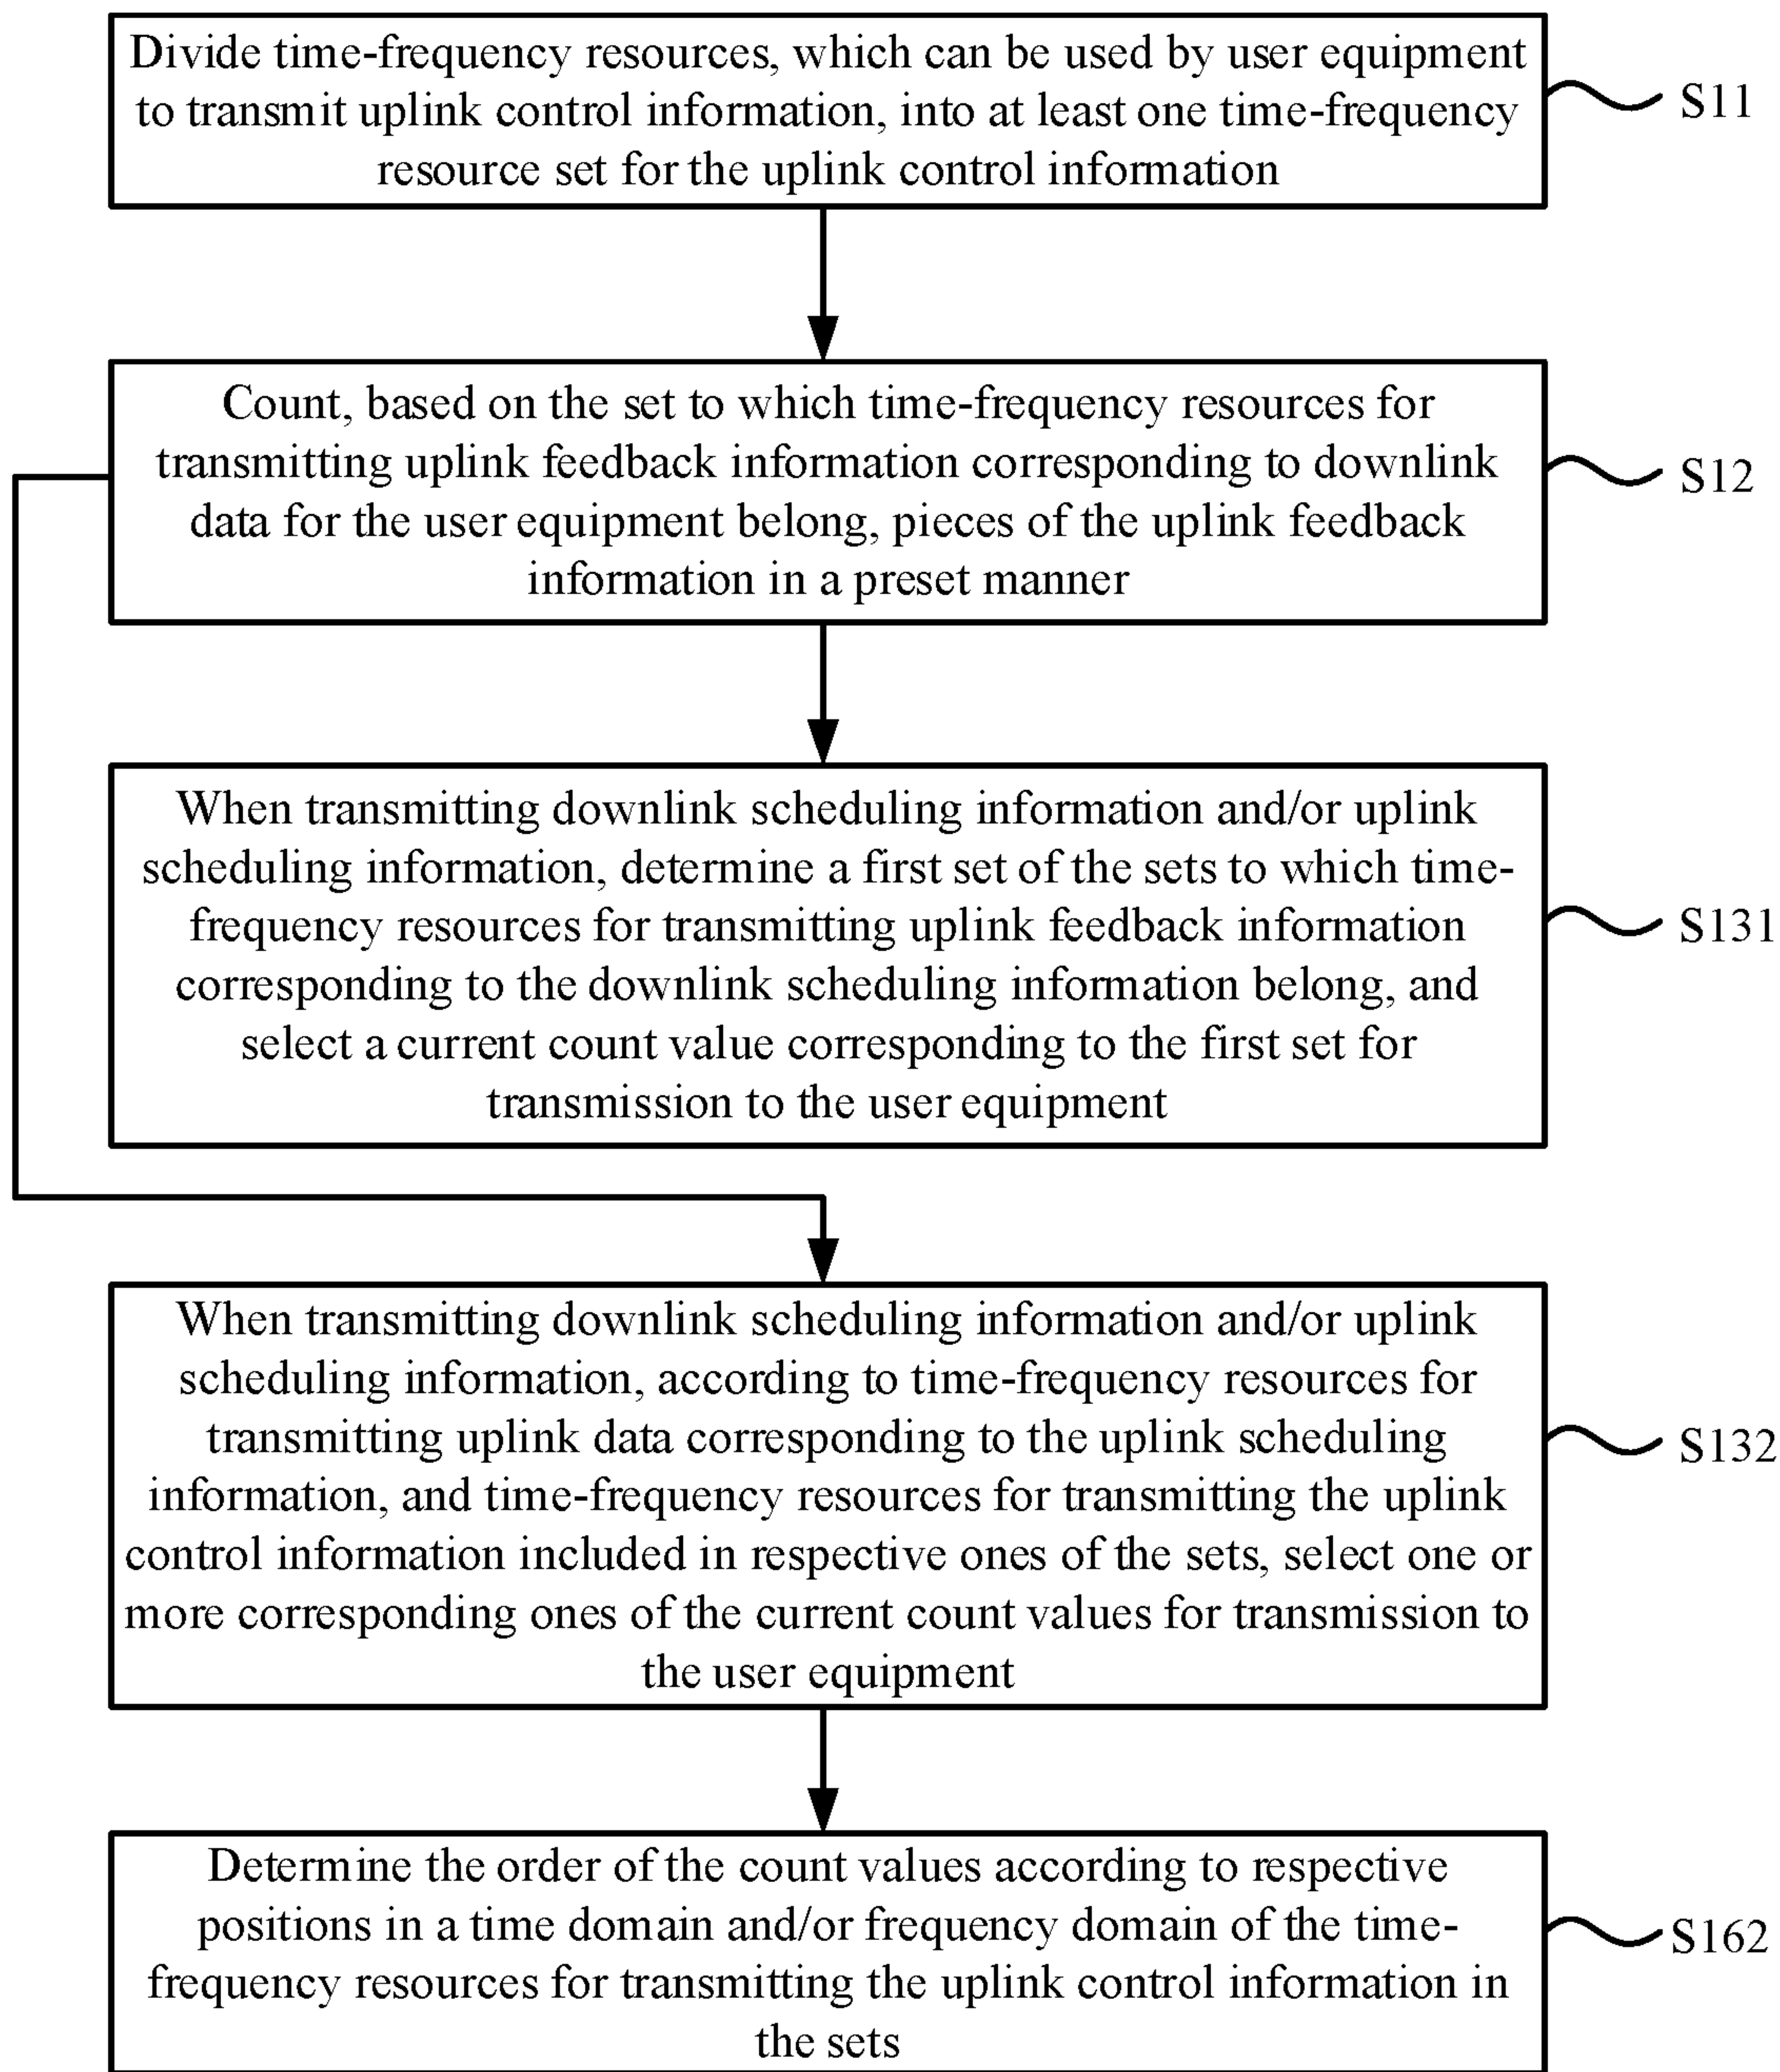 Divide time-frequency resources, which can be used by user equipment
to transmit uplink control information, into at least one time-frequency
resource set for the uplink control information
S11
Count, based on the set to which time-frequency resources for
transmitting uplink feedback information corresponding to downlink
data for the user equipment belong, pieces of the uplink feedback
information in a preset manner
S12
When transmitting downlink scheduling information and/or uplink
scheduling information, determine a first set of the sets to which time-
frequency resources for transmitting uplink feedback information
corresponding to the downlink scheduling information belong, and
select a current count value corresponding to the first set for
transmission to the user equipment
S131
When transmitting downlink scheduling information and/or uplink
scheduling information, according to time-frequency resources for
transmitting uplink data corresponding to the uplink scheduling
information, and time-frequency resources for transmitting the uplink
control information included in respective ones of the sets, select one or
more corresponding ones of the current count values for transmission to
the user equipment
S132
Determine the order of the count values according to respective
positions in a time domain and/or frequency domain of the time-
frequency resources for transmitting the uplink control information in
the sets
S162